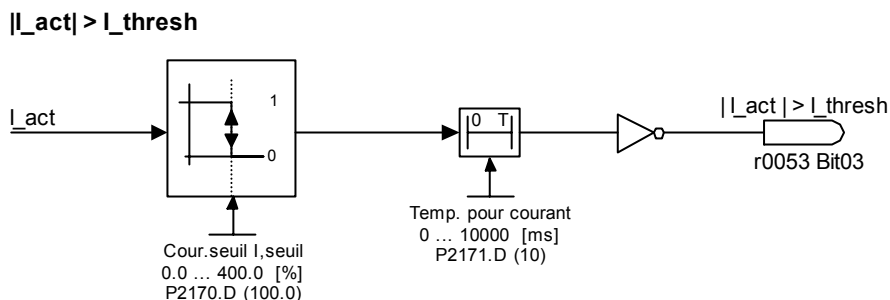 |I_act| > I_thresh
I_act
1
0
0 T
| I_act | > I_thresh
r0053 Bit03
Temp. pour courant
0 ... 10000 [ms]
P2171.D (10)
Cour.seuil I,seuil
0.0 ... 400.0 [%]
P2170.D (100.0)